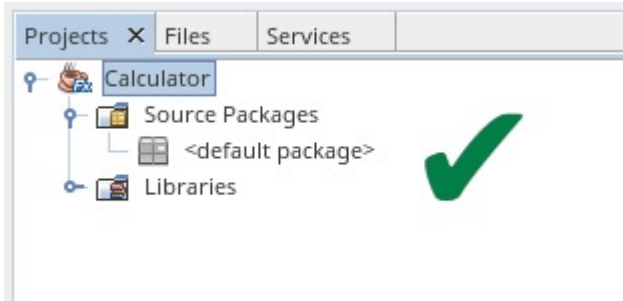 Projects Files Services
Calculator
Source Packages
<default package>
Libraries